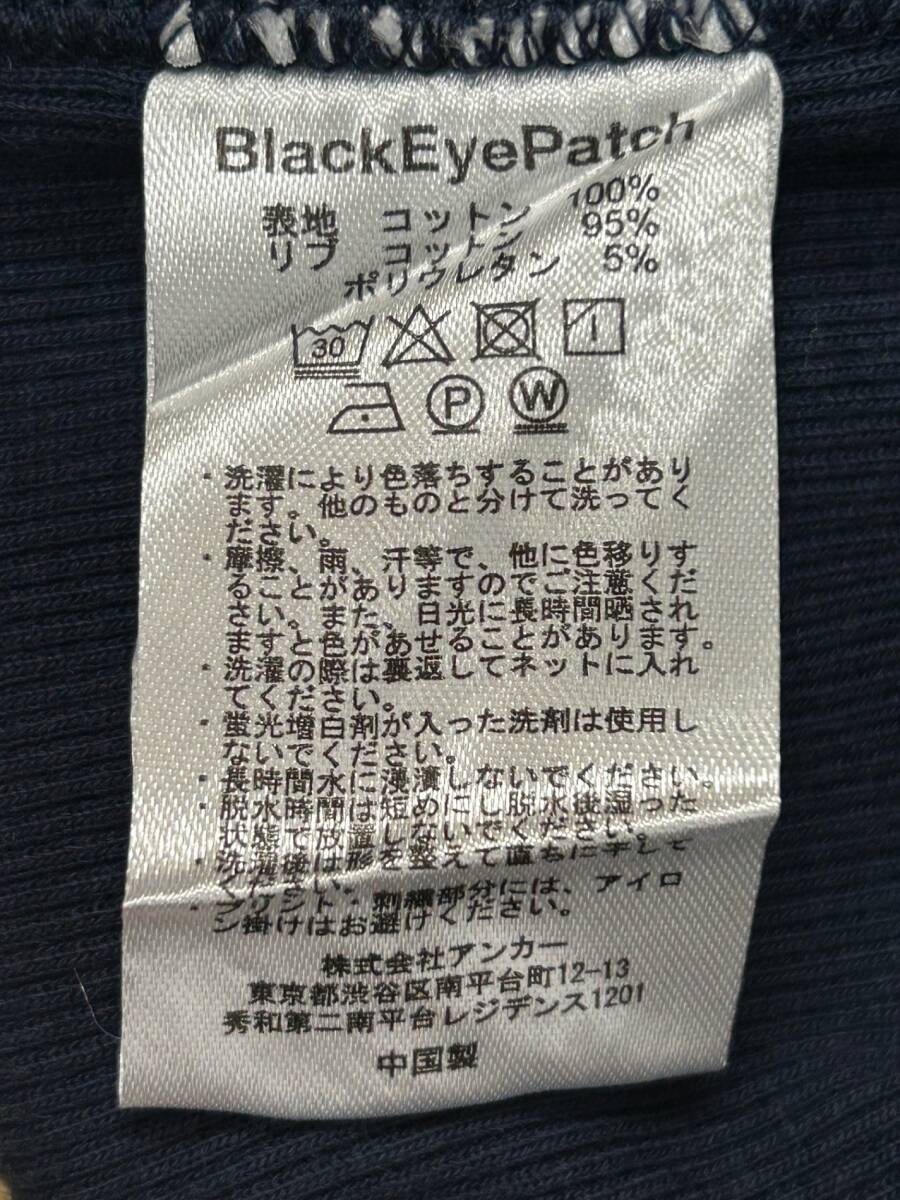 BlackEyePatch
表地 コットン 100%
リブ コットン 95%
ポリウレタン 5%
30
P W
・洗濯により色落ちすることがあり
ます。他のものと分けて洗ってく
ださい。
・摩擦、雨、汗等で、他に色移りす
ることがありますのでご注意くだ
さい。また、日光に長時間晒され
ますと色があせることがあります。
・洗濯の際は裏返してネットに入れ
てください。
・蛍光増白剤が入った洗剤は使用し
ないでください。
・長時間水に浸漬しないでください。
・脱水時間は短めにし脱水後湿った
状態で放置しないでください。
・洗濯後は形を整えて直ちに干して
ください。
・プリント・刺繍部分には、アイロ
ン掛けはお避けください。
株式会社アンカー
東京都渋谷区南平台町12-13
秀和第二南平台レジデンス1201
中国製